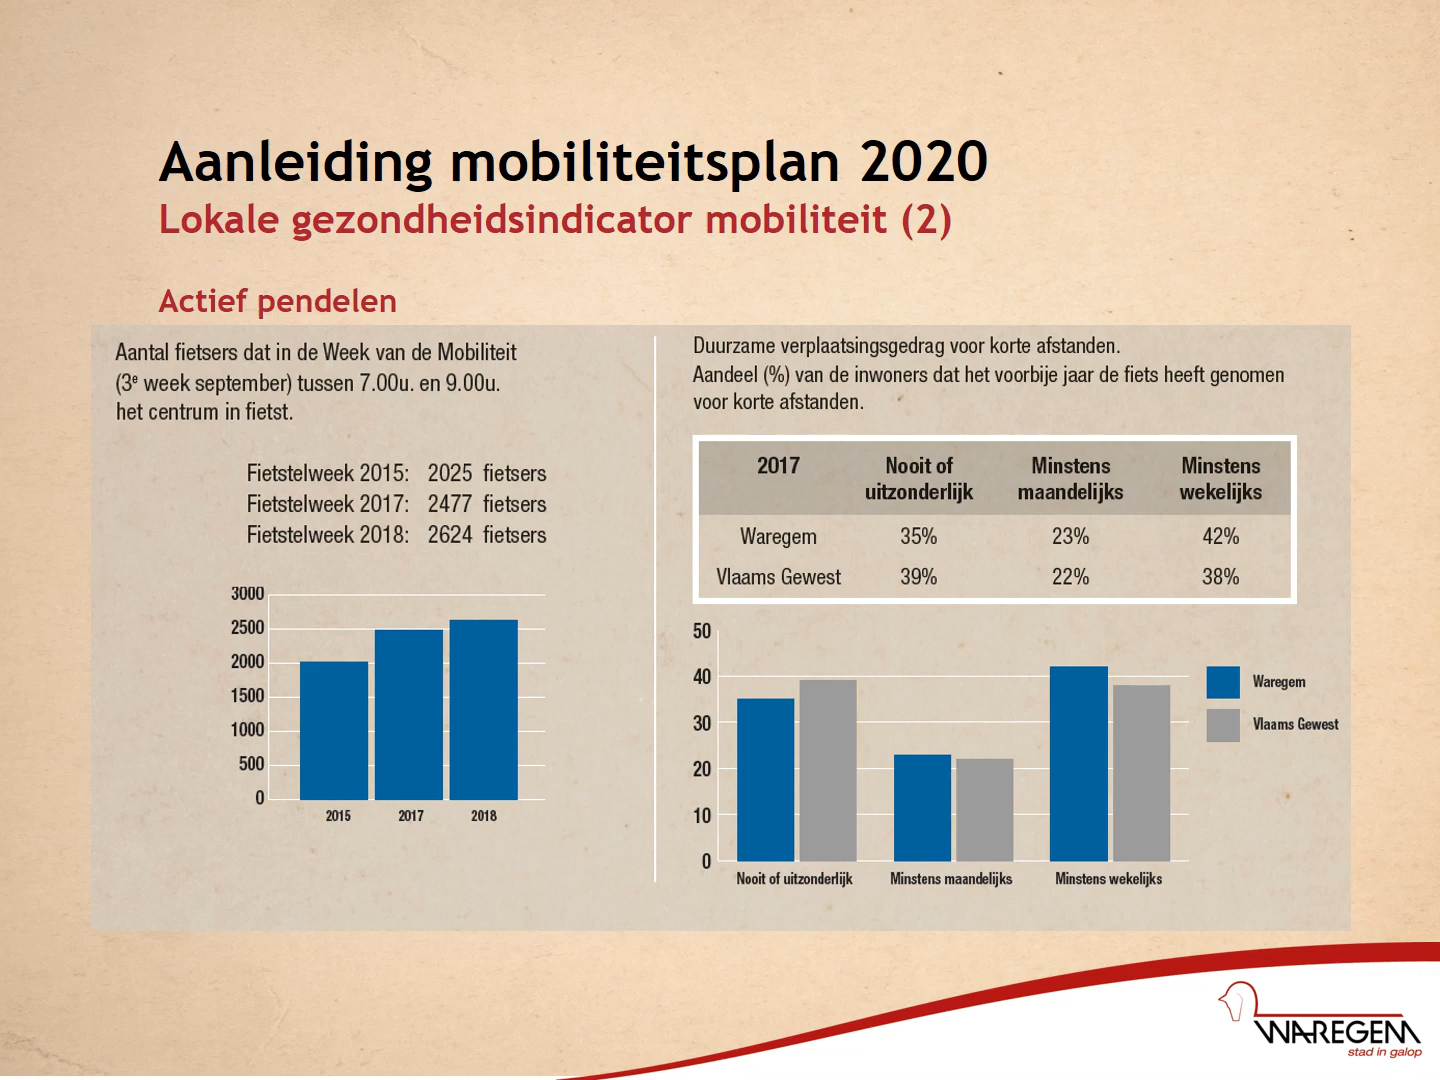 Aanleiding mobiliteitsplan 2020
Lokale gezondheidsindicator mobiliteit (2)
Actief pendelen
Aantal fietsers dat in de Week van de Mobiliteit
(3e week september) tussen 7.00u. en 9.00u.
het centrum in fietst.
Fietstelweek 2015: 2025 fietsers
Fietstelweek 2017: 2477 fietsers
Fietstelweek 2018: 2624 fietsers
3000
2500
2000
1500
1000
500
0
2015 2017 2018
Duurzame verplaatsingsgedrag voor korte afstanden.
Aandeel (%) van de inwoners dat het voorbije jaar de fiets heeft genomen
voor korte afstanden.
2017 Nooit of Minstens Minstens
uitzonderlijk maandelijks wekelijks
Waregem 35% 23% 42%
Vlaams Gewest 39% 22% 38%
50
40
30
20
10
0
Nooit of uitzonderlijk Minstens maandelijks Minstens wekelijks
Waregem
Vlaams Gewest
WAREGEM
stad in galop